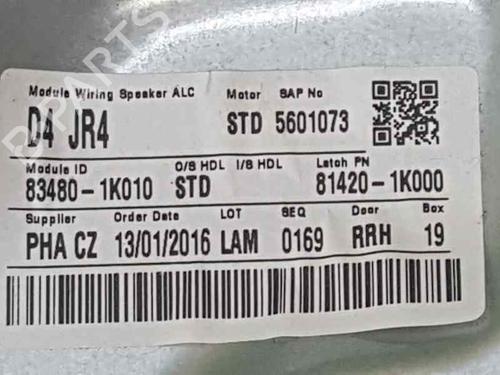 B-PARTS
Module Wiring Speaker ALC Motor SAP No
D4 JR4 STD 5601073
Module ID O/S HDL I/S HDL Latch PN
83480-1K010 STD 81420-1K000
Supplier Order Date LOT SEQ Door Box
PHA CZ 13/01/2016 LAM 0169 RRH 19